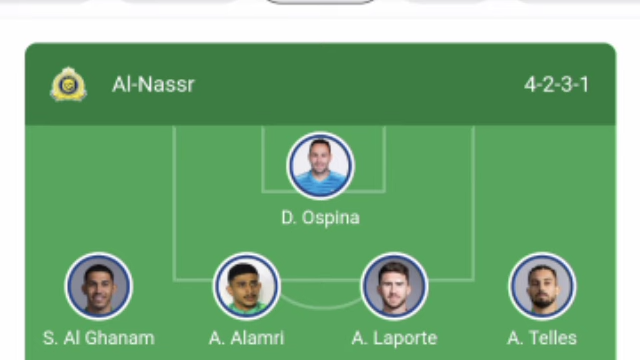 Al-Nassr 4-2-3-1
D. Ospina
S. Al Ghanam A. Alamri A. Laporte A. Telles